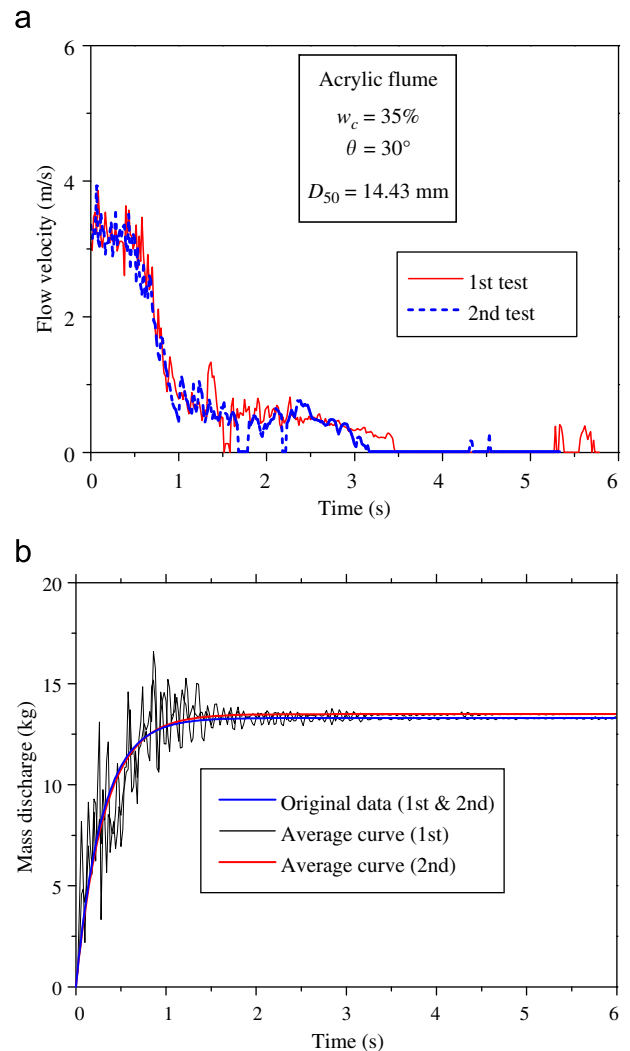 a
6
4
2
0
Flow velocity (m/s)
Acrylic flume
w_c = 35%
θ = 30°
D_50 = 14.43 mm
1st test
2nd test
0 1 2 3 4 5 6
Time (s)
b
20
15
10
5
0
Mass discharge (kg)
Original data (1st & 2nd)
Average curve (1st)
Average curve (2nd)
0 1 2 3 4 5 6
Time (s)